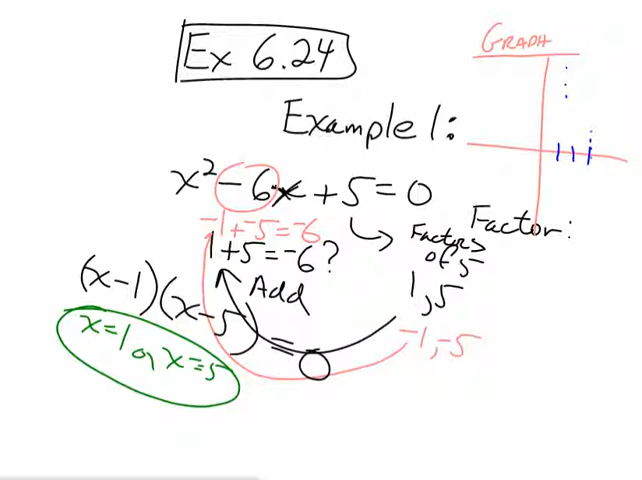 Ex 6.24
GRAPH
Example 1:
x² - 6x + 5 = 0
-1 + -5 = -6
1 + 5 = -6?
Factor:
Factors
of 5
1, 5
-1, -5
Add
(x-1)(x-5) = 0
x = 1 or x = 5